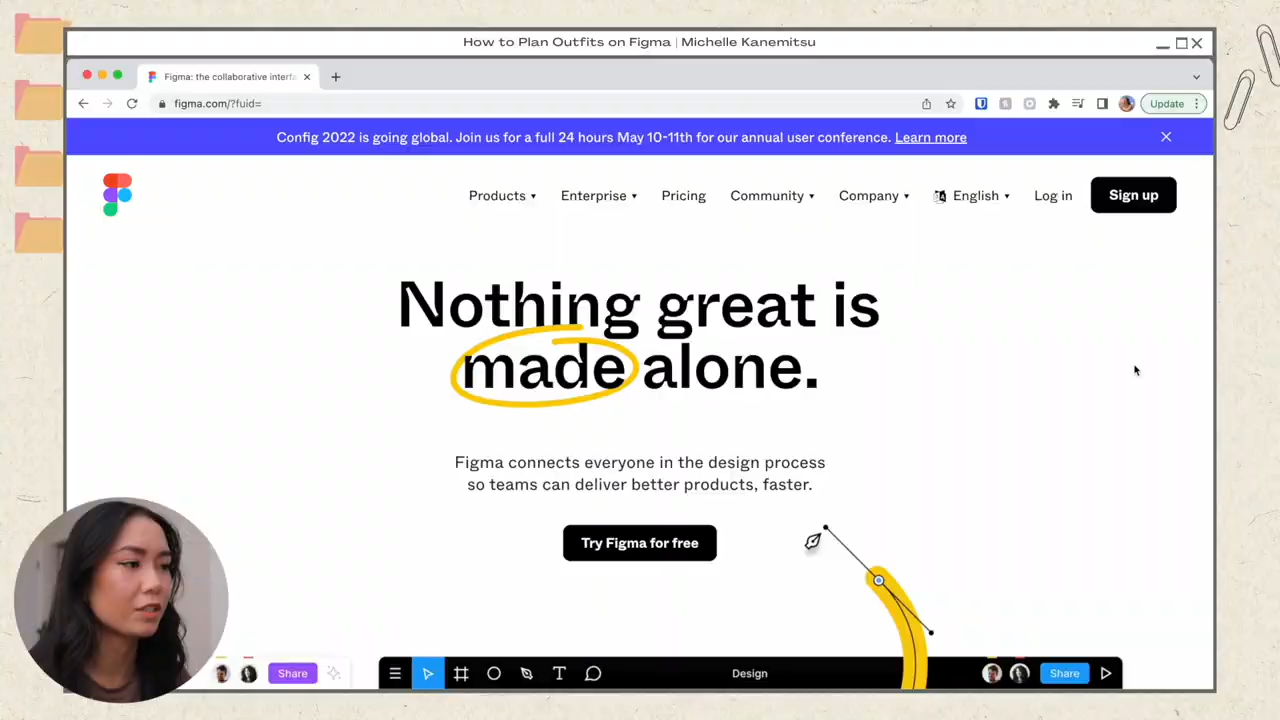 How to Plan Outfits on Figma | Michelle Kanemitsu
Figma: the collaborative interfa
figma.com/?fuid=
Update
Config 2022 is going global. Join us for a full 24 hours May 10-11th for our annual user conference. Learn more
Products Enterprise Pricing Community Company English Log in Sign up
Nothing great is
made alone.
Figma connects everyone in the design process
so teams can deliver better products, faster.
Try Figma for free
Share Design Share